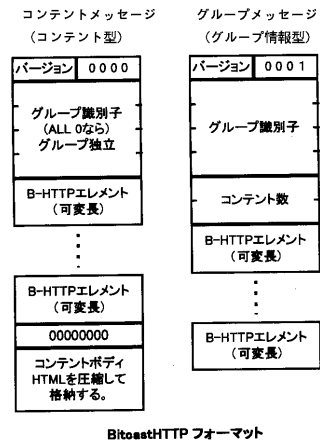 コンテントメッセージ
（コンテント型）
バージョン 0000
グループ識別子
(ALL 0なら)
グループ独立
B-HTTPエレメント
（可変長）
B-HTTPエレメント
（可変長）
00000000
コンテントボディ
HTMLを圧縮して
格納する。
グループメッセージ
（グループ情報型）
バージョン 0001
グループ識別子
コンテント数
B-HTTPエレメント
（可変長）
B-HTTPエレメント
（可変長）
BitcastHTTP フォーマット